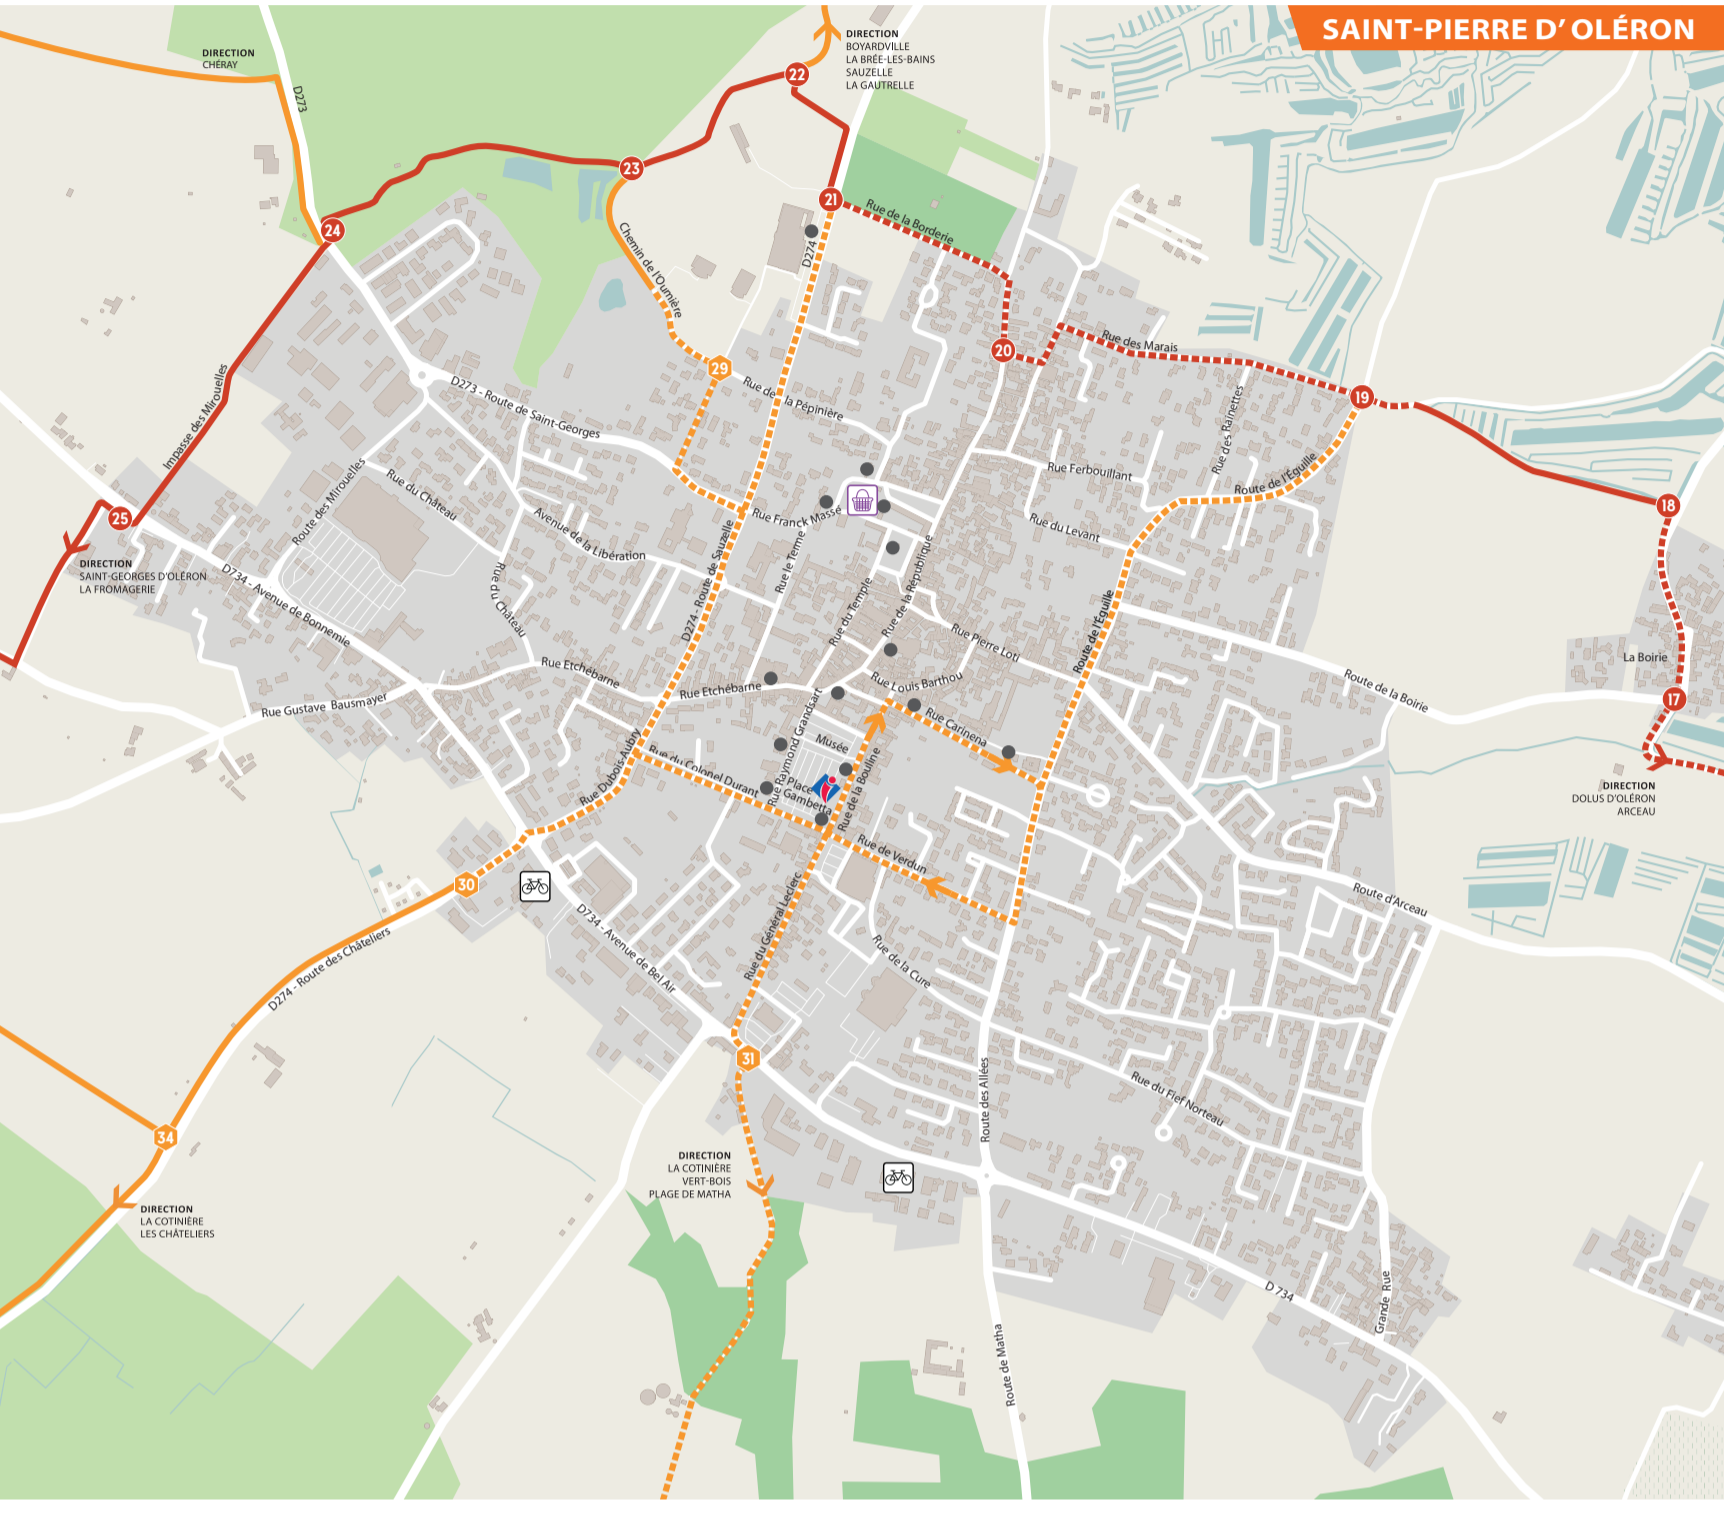 SAINT-PIERRE D' OLÉRON
DIRECTION
CHÉRAY
D273
DIRECTION
BOYARDVILLE
LA BRÉE-LES-BAINS
SAUZELLE
LA GAUTRELLE
22
23
21
24
Rue de la Borderie
D274
Chemin de l'Oumière
20
Rue des Marais
29
Rue de la Pépinière
19
D273 - Route de Saint-Georges
Impasse des Mirouelles
Rue des Rainettes
Rue Ferbouillant
Route de l'Équille
Route des Mirouelles
Rue du Château
18
25
Rue Franck Massé
Avenue de la Libération
Rue du Levant
Rue le Terme
D274 - Route de Sauzelle
Rue de la République
Rue du Temple
DIRECTION
SAINT-GEORGES D'OLÉRON
LA FROMAGERIE
D734 - Avenue de Bonnemie
Rue du Château
Route de l'Équille
Rue Pierre Loti
La Boirie
Rue Etchébarne
Rue Etchébarne
Rue Louis Barthou
Route de la Boirie
17
Rue Gustave Bausmayer
Rue Carinena
Rue Raymond Grandsart
Musée
Rue du Colonel Durant
Rue Dubois-Aubry
Place
Gambetta
Rue de la Bouline
DIRECTION
DOLUS D'OLÉRON
ARCEAU
Rue de Verdun
30
Route d'Arceau
D734 - Avenue de Bel Air
Rue du Général Leclerc
D274 - Route des Châteliers
Rue de la Cure
31
Route des Allées
Rue du Fief Norteau
34
DIRECTION
LA COTINIÈRE
VERT-BOIS
PLAGE DE MATHA
DIRECTION
LA COTINIÈRE
LES CHÂTELIERS
D 734
Grande Rue
Route de Matha